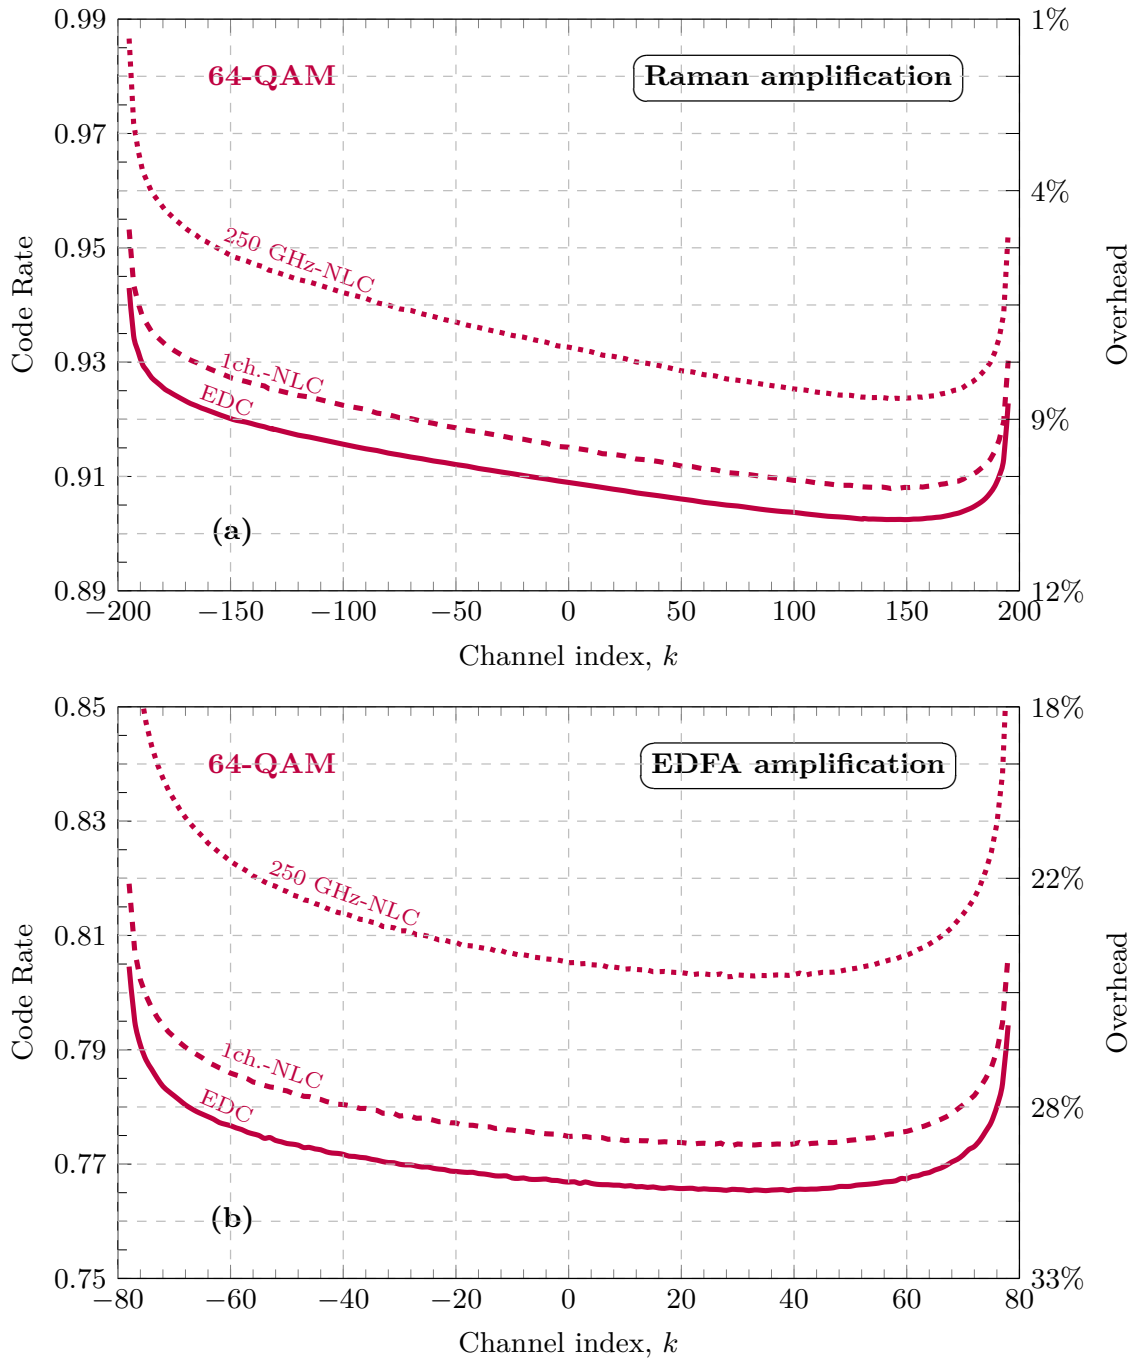 0.99
0.97
0.95
0.93
0.91
0.89
Code Rate
1%
4%
9%
12%
Overhead
64-QAM
Raman amplification
250 GHz-NLC
1ch.-NLC
EDC
(a)
−200 −150 −100 −50 0 50 100 150 200
Channel index, k
0.85
0.83
0.81
0.79
0.77
0.75
Code Rate
18%
22%
28%
33%
Overhead
64-QAM
EDFA amplification
250 GHz-NLC
1ch.-NLC
EDC
(b)
−80 −60 −40 −20 0 20 40 60 80
Channel index, k